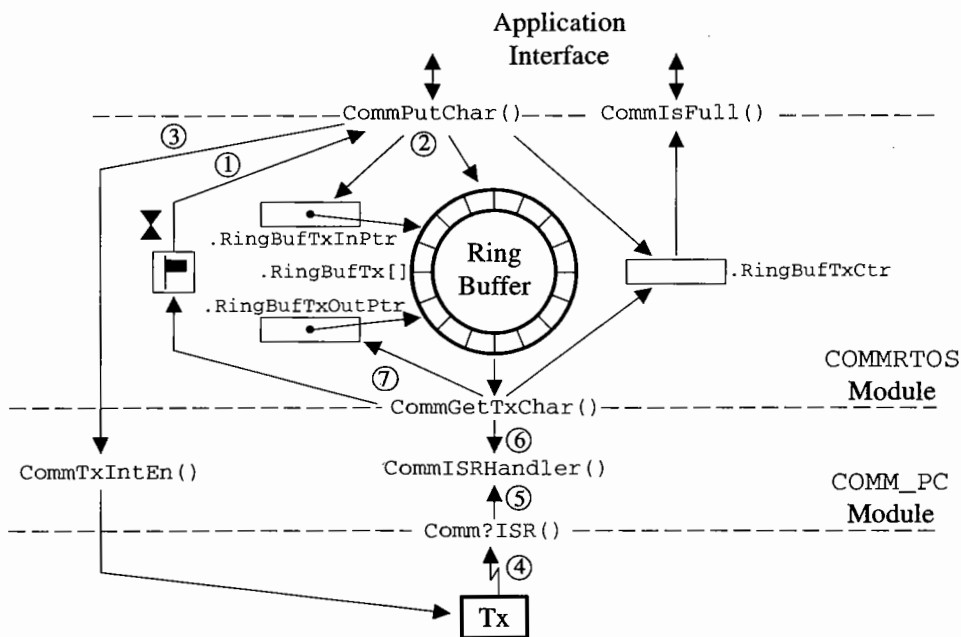 Application
Interface
CommPutChar()
CommIsFull()
③
②
①
.RingBufTxInPtr
.RingBufTx[]
Ring
Buffer
.RingBufTxCtr
.RingBufTxOutPtr
COMMRTOS
Module
⑦
CommGetTxChar()
⑥
CommTxIntEn()
CommISRHandler()
COMM_PC
Module
⑤
Comm?ISR()
④
Tx